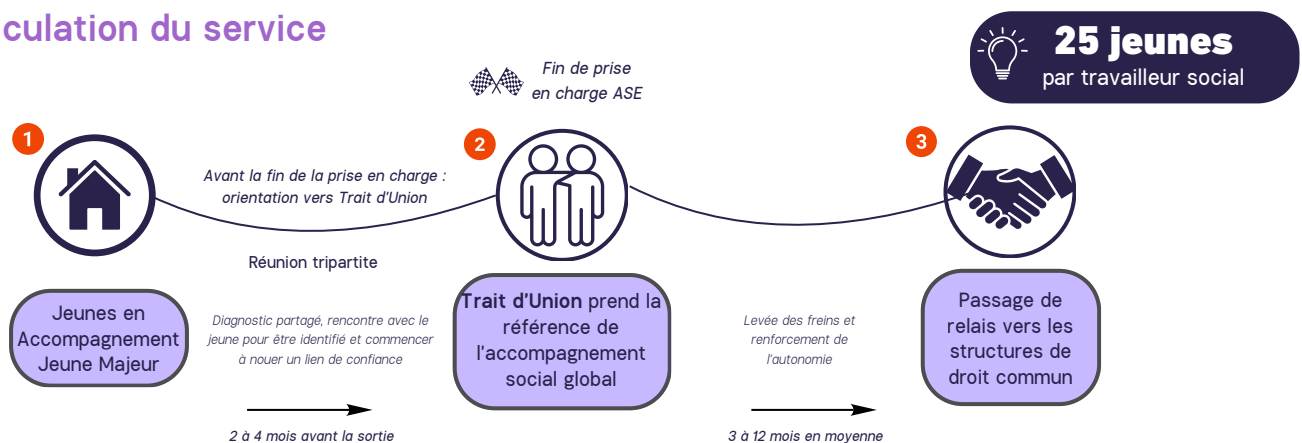 culation du service
25 jeunes
par travailleur social
Fin de prise
en charge ASE
1
2
3
Avant la fin de la prise en charge :
orientation vers Trait d'Union
Réunion tripartite
Jeunes en
Accompagnement
Jeune Majeur
Diagnostic partagé, rencontre avec le
jeune pour être identifié et commencer
à nouer un lien de confiance
2 à 4 mois avant la sortie
Trait d'Union prend la
référence de
l'accompagnement
social global
Levée des freins et
renforcement de
l'autonomie
3 à 12 mois en moyenne
Passage de
relais vers les
structures de
droit commun